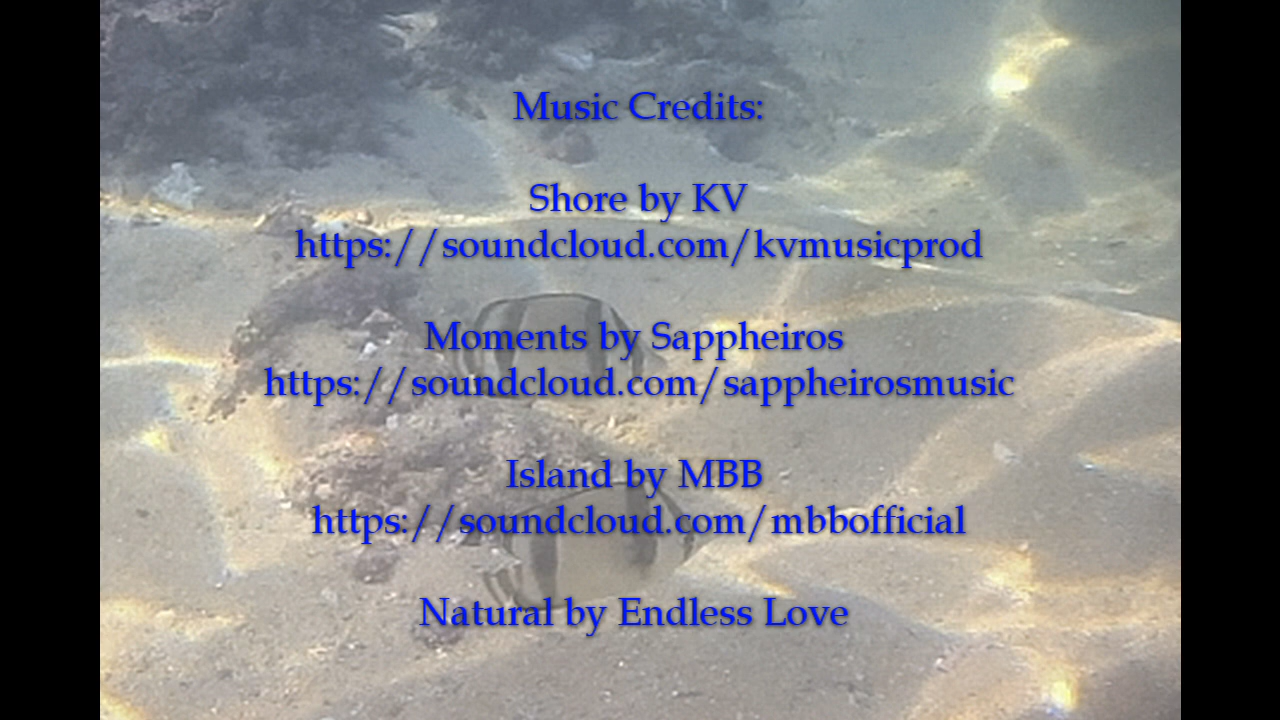 Music Credits:
Shore by KV
https://soundcloud.com/kvmusicprod
Moments by Sappheiros
https://soundcloud.com/sappheirosmusic
Island by MBB
https://soundcloud.com/mbbofficial
Natural by Endless Love